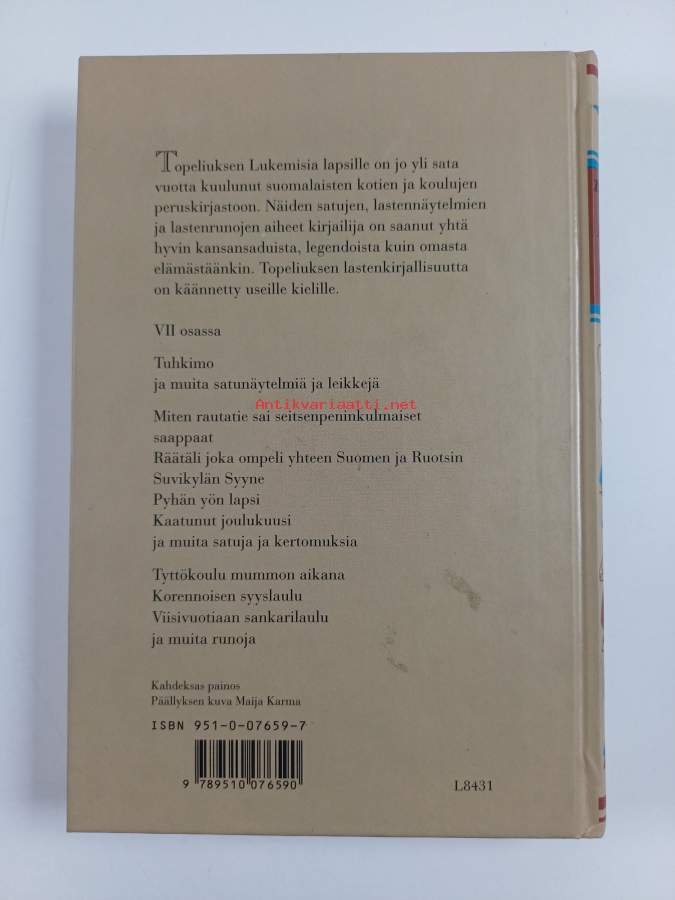 Topeliuksen Lukemisia lapsille on jo yli sata
vuotta kuulunut suomalaisten kotien ja koulujen
peruskirjastoon. Näiden satujen, lastennäytelmien
ja lastenrunojen aiheet kirjailija on saanut yhtä
hyvin kansansaduista, legendoista kuin omasta
elämästäänkin. Topeliuksen lastenkirjallisuutta
on käännetty useille kielille.
VII osassa
Tuhkimo
ja muita satunäytelmiä ja leikkejä
Antikvariaatti.net
Miten rautatie sai seitsenpeninkulmaiset
saappaat
Räätäli joka ompeli yhteen Suomen ja Ruotsin
Suvikylän Syyne
Pyhän yön lapsi
Kaatunut joulukuusi
ja muita satuja ja kertomuksia
Tyttökoulu mummon aikana
Korennoisen syyslaulu
Viisivuotiaan sankarilaulu
ja muita runoja
Kahdeksas painos
Päällyksen kuva Maija Karma
ISBN 951-0-07659-7
9 789510 076590
L8431